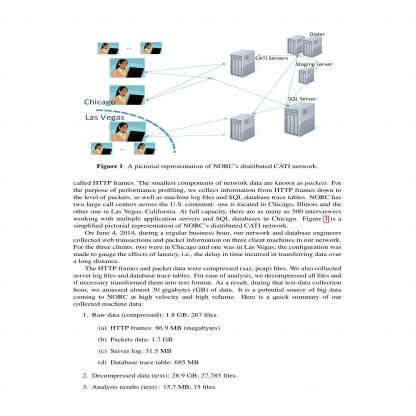 Dialer
CATI Servers
Staging server
SQL Server
Chicago
Las Vegas
Figure 1: A pictorial representation of NORC's distributed CATI network.
called HTTP frames. The smallest components of network data are known as packets. For
the purpose of performance profiling, we collect information from HTTP frames down to
the level of packets, as well as machine log files and SQL database trace tables. NORC has
two large call centers across the U.S. continent: one is located in Chicago, Illinois and the
other one in Las Vegas, California. At full capacity, there are as many as 500 interviewers
working with multiple application servers and SQL databases in Chicago. Figure 1 is a
simplified pictorial representation of NORC's distributed CATI network.
On June 4, 2014, during a regular business hour, our network and database engineers
collected web transactions and packet information on three client machines in our network.
For the three clients, two were in Chicago and one was in Las Vegas; the configuration was
made to gauge the effects of latency, i.e., the delay in time incurred in transferring data over
a long distance.
The HTTP frames and packet data were compressed (saz, pcap) files. We also collected
server log files and database trace tables. For ease of analysis, we decompressed all files and
if necessary transformed them into text format. As a result, during that test-data collection
hour, we amassed almost 30 gigabytes (GB) of data. It is a potential source of big data
coming to NORC at high velocity and high volume. Here is a quick summary of our
collected machine data:
1. Raw data (compressed): 1.8 GB; 267 files.
(a) HTTP frames: 86.9 MB (megabytes)
(b) Packets data: 1.7 GB
(c) Server log: 31.5 MB
(d) Database trace table: 685 MB
2. Decompressed data (text): 28.9 GB; 27,785 files.
3. Analysis results (text) : 15.7 MB; 15 files.